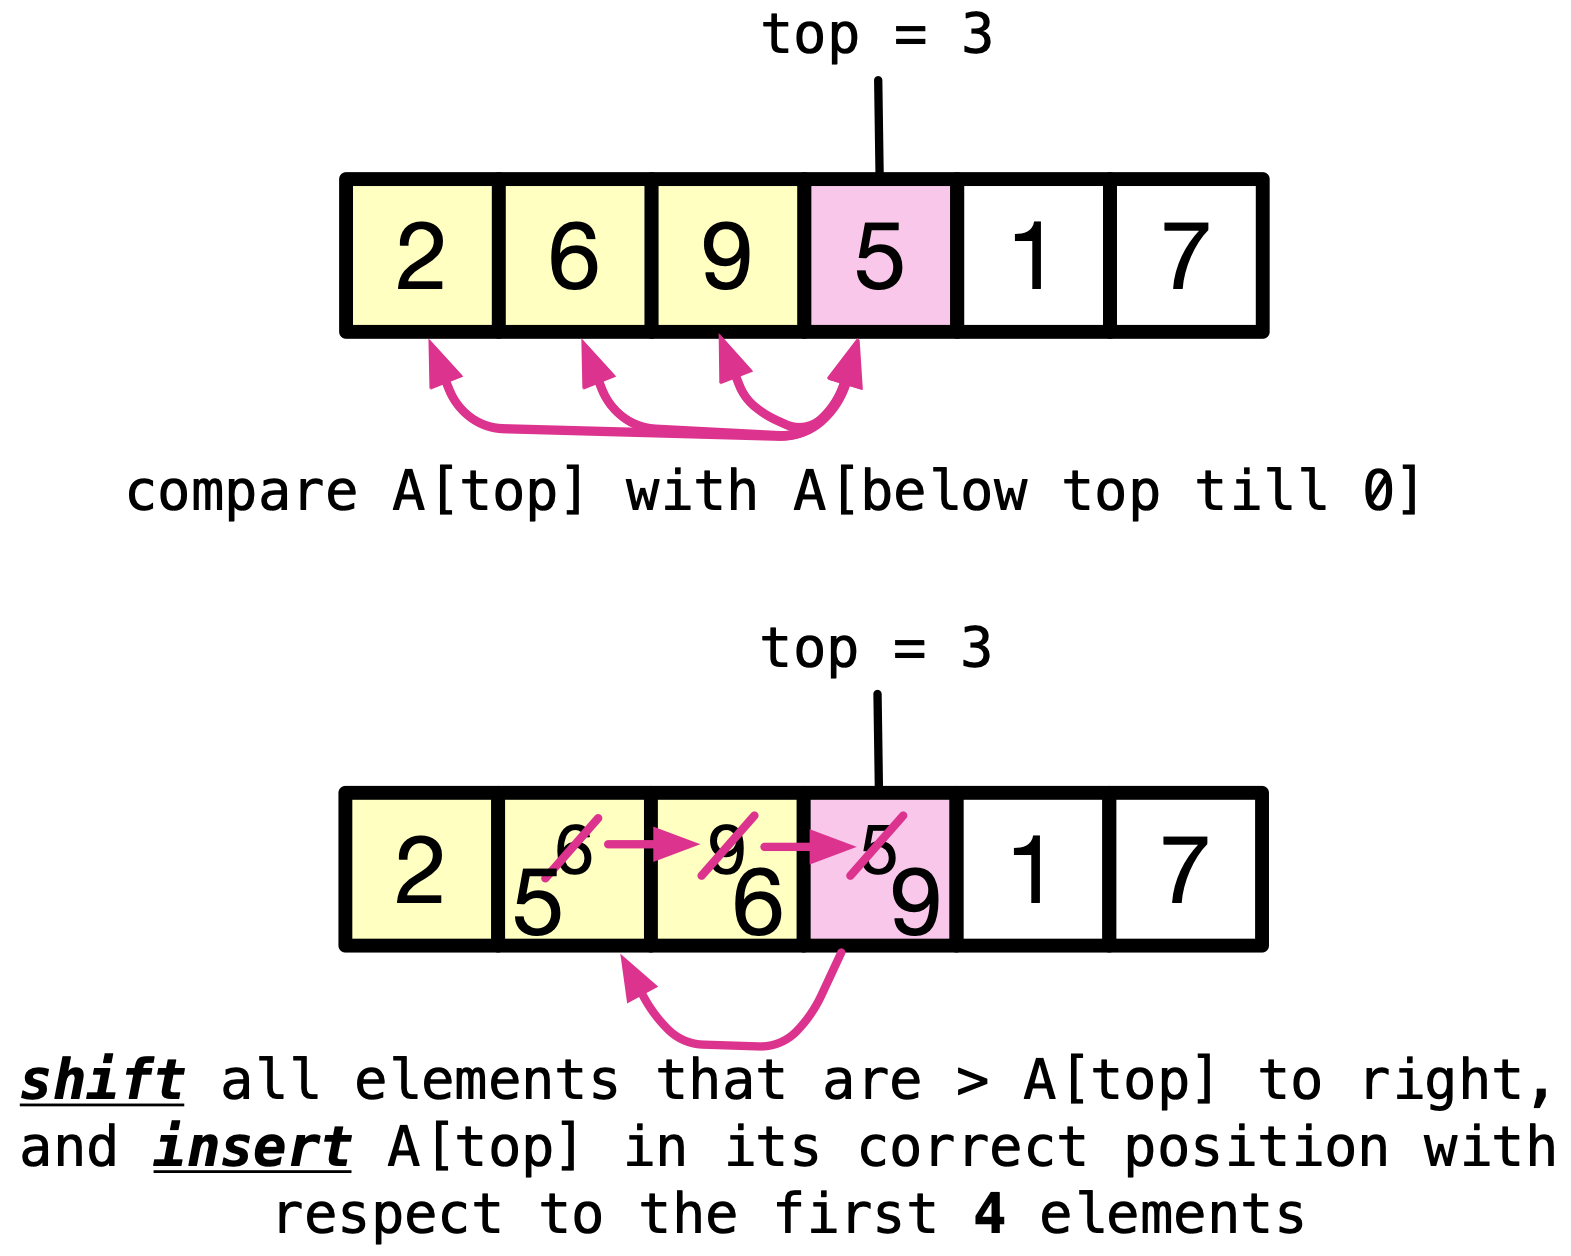 top = 3
2 6 9 5 1 7
compare A[top] with A[below top till 0]
top = 3
2 6 9 5 1 7
5 6 9
shift all elements that are > A[top] to right,
and insert A[top] in its correct position with
respect to the first 4 elements